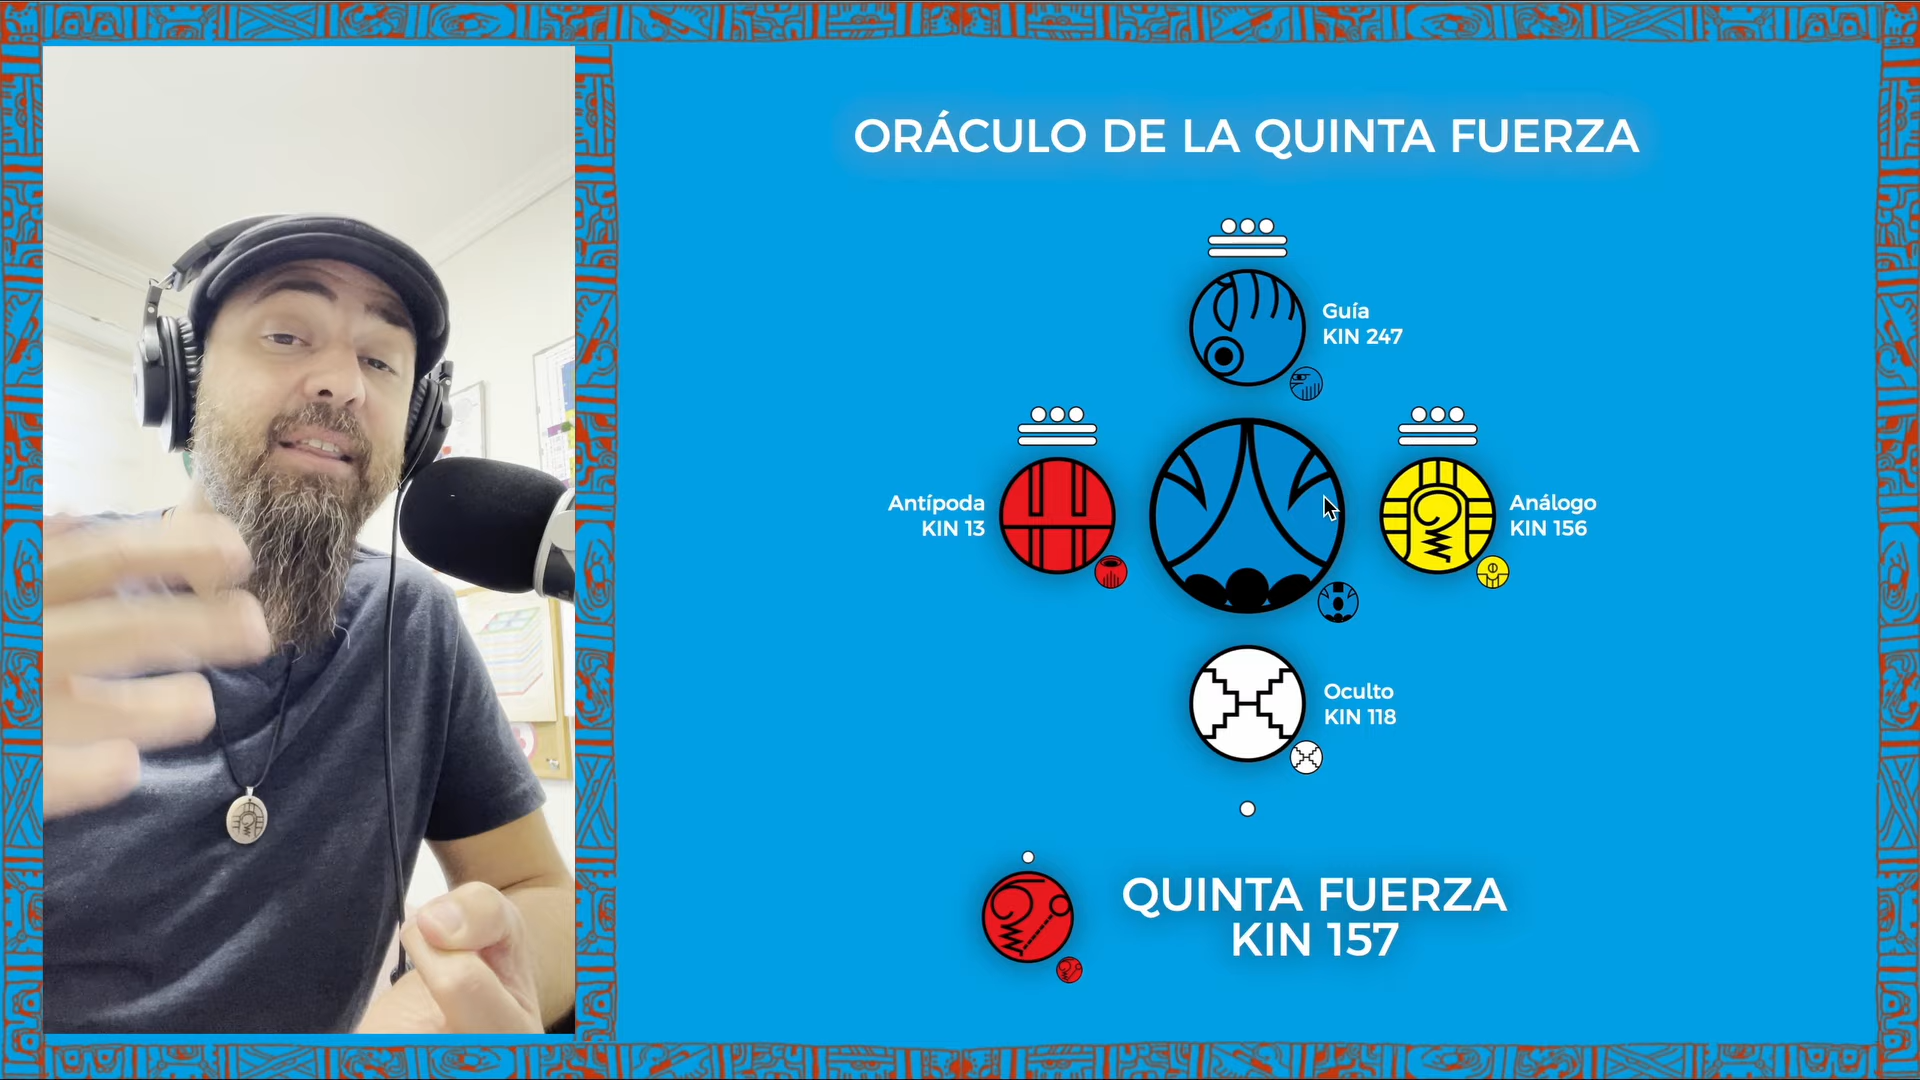 ORÁCULO DE LA QUINTA FUERZA
Guía
KIN 247
Antípoda
KIN 13
Análogo
KIN 156
Oculto
KIN 118
QUINTA FUERZA
KIN 157